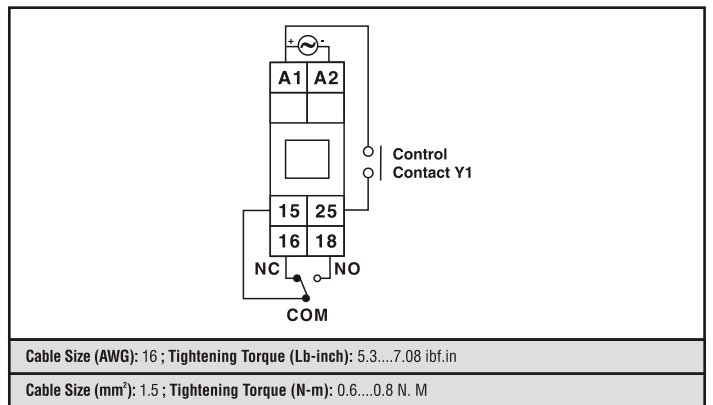 + -
A1 A2
Control
Contact Y1
15 25
16 18
NC NO
COM
Cable Size (AWG): 16 ; Tightening Torque (Lb-inch): 5.3....7.08 ibf.in
Cable Size (mm²): 1.5 ; Tightening Torque (N-m): 0.6....0.8 N. M